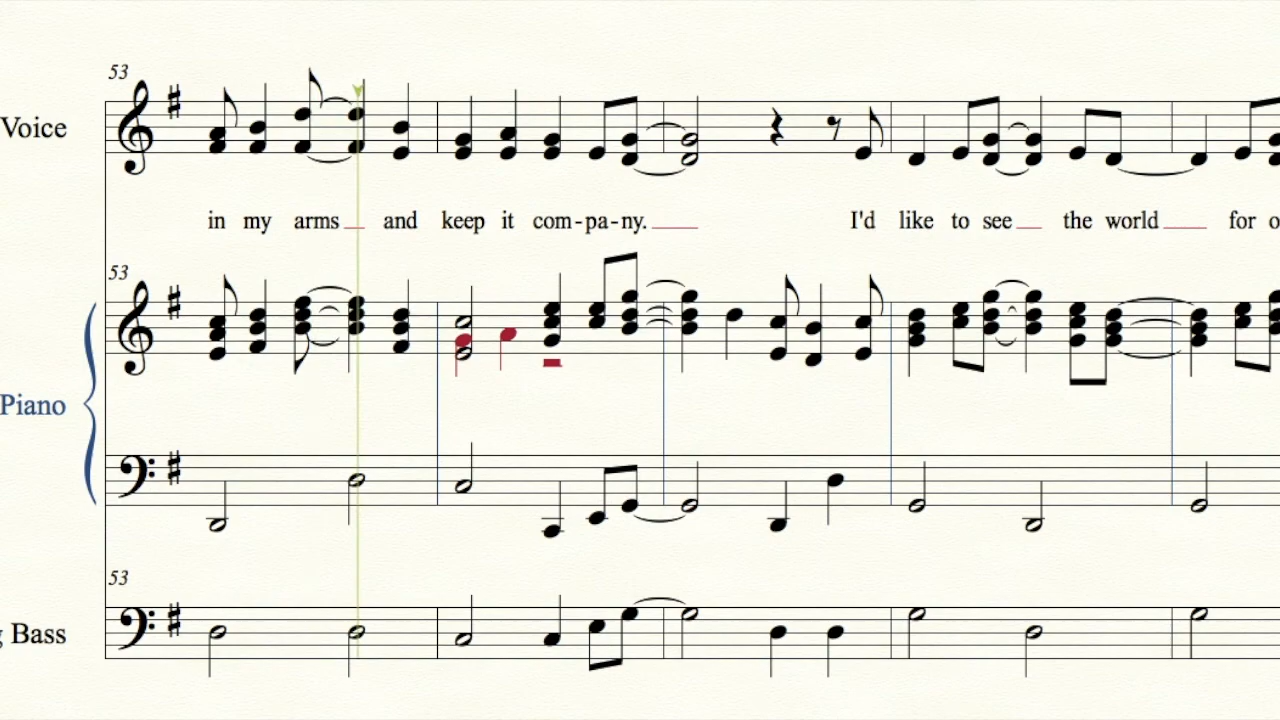 53
Voice
in my arms and keep it com-pa-ny. I'd like to see the world for o
53
Piano
53
g Bass